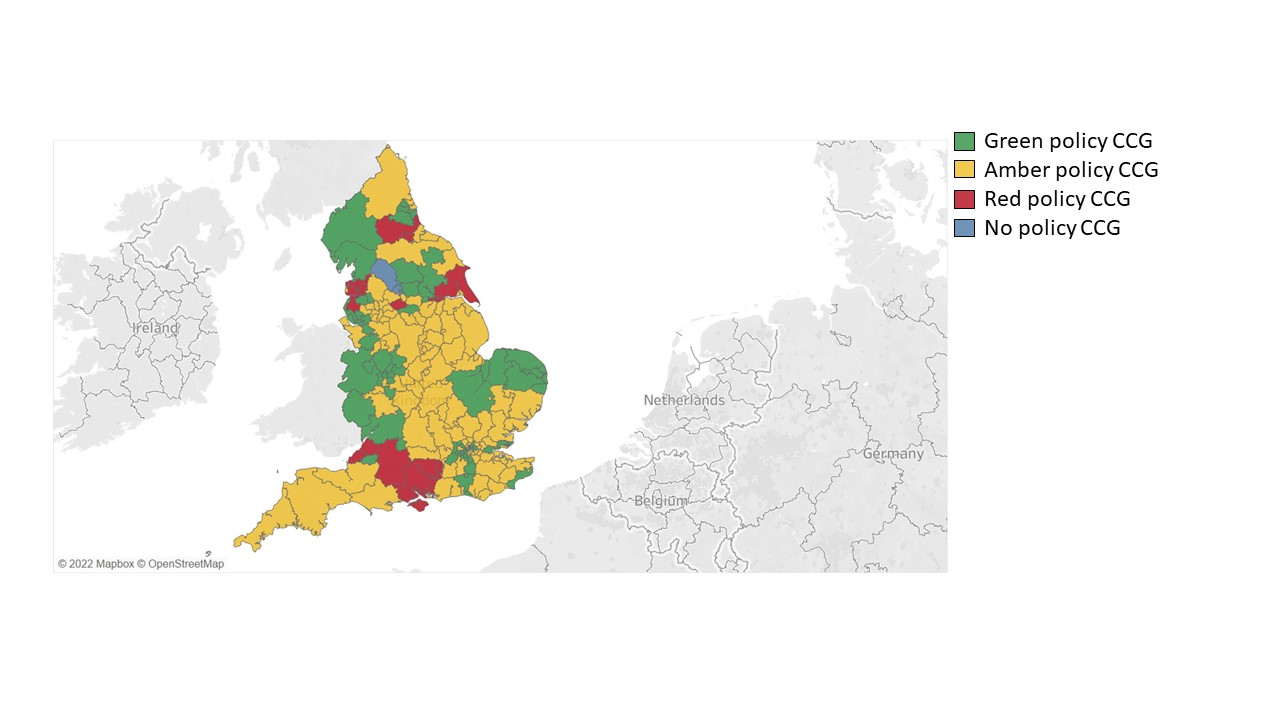 Green policy CCG
Amber policy CCG
Red policy CCG
No policy CCG
Ireland
Netherlands
Germany
Belgium
© 2022 Mapbox © OpenStreetMap